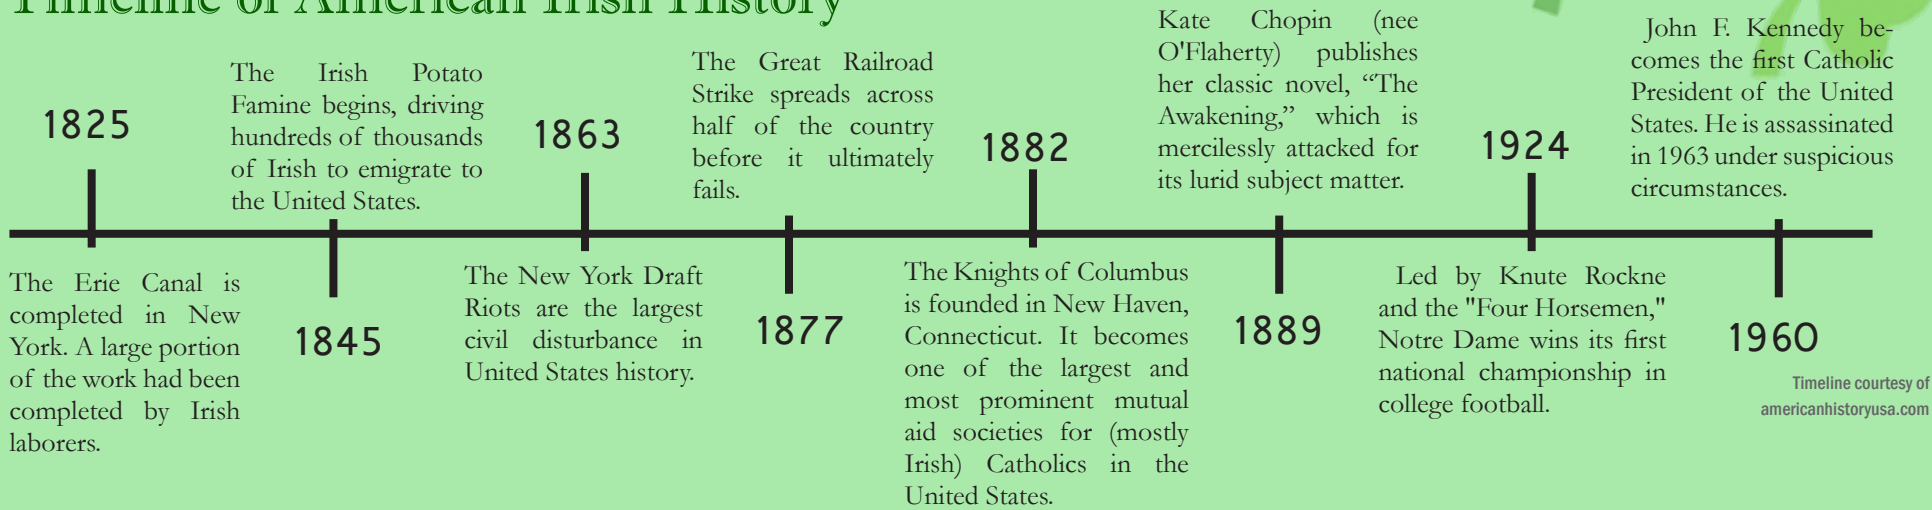 Timeline of American Irish History
1825
The Erie Canal is
completed in New
York. A large portion
of the work had been
completed by Irish
laborers.
The Irish Potato
Famine begins, driving
hundreds of thousands
of Irish to emigrate to
the United States.
1845
1863
The New York Draft
Riots are the largest
civil disturbance in
United States history.
The Great Railroad
Strike spreads across
half of the country
before it ultimately
fails.
1877
1882
The Knights of Columbus
is founded in New Haven,
Connecticut. It becomes
one of the largest and
most prominent mutual
aid societies for (mostly
Irish) Catholics in the
United States.
Kate Chopin (nee
O'Flaherty) publishes
her classic novel, “The
Awakening,” which is
mercilessly attacked for
its lurid subject matter.
1889
1924
Led by Knute Rockne
and the "Four Horsemen,"
Notre Dame wins its first
national championship in
college football.
John F. Kennedy be-
comes the first Catholic
President of the United
States. He is assassinated
in 1963 under suspicious
circumstances.
1960
Timeline courtesy of
americanhistoryusa.com